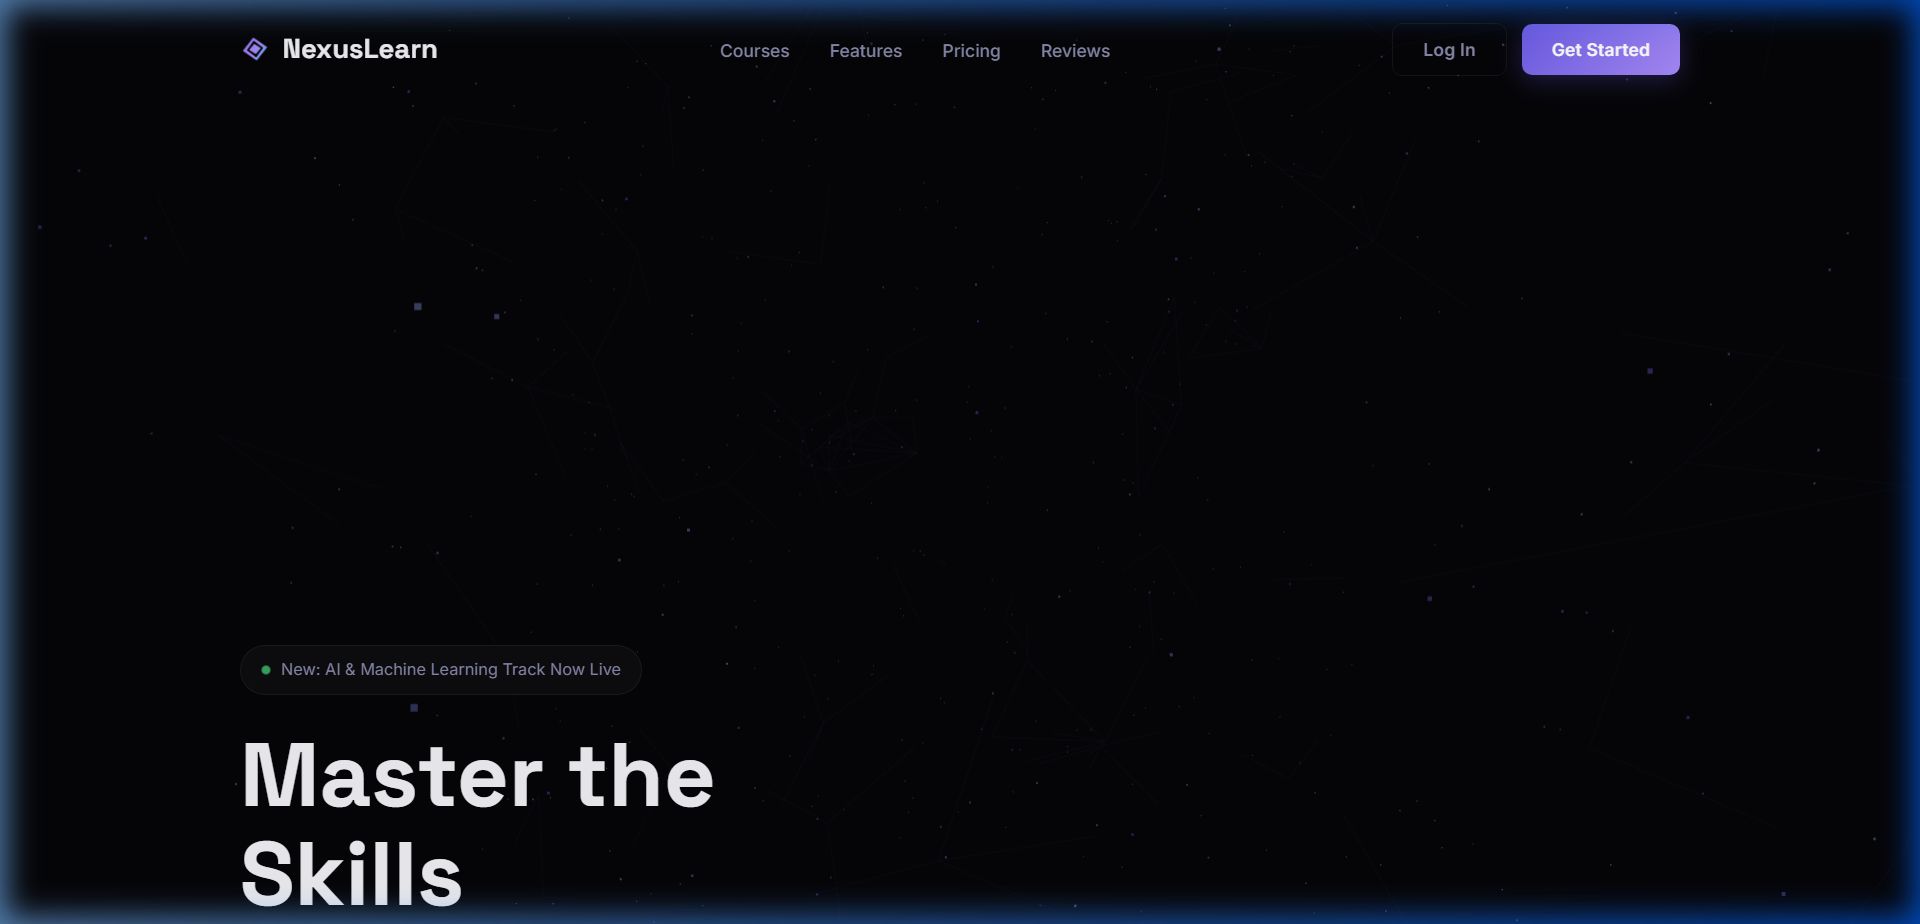 NexusLearn
Courses Features Pricing Reviews
Log In
Get Started
New: AI & Machine Learning Track Now Live
Master the
Skills